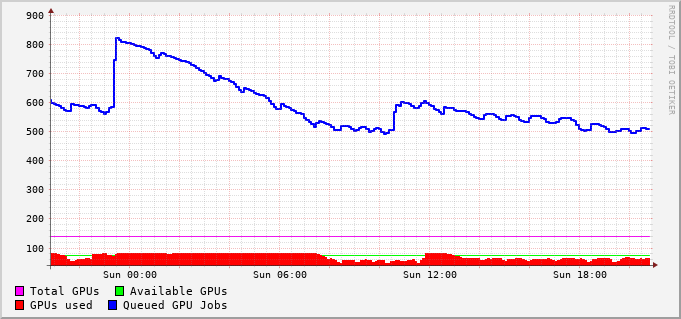 900
800
700
600
500
400
300
200
100
Sun 00:00 Sun 06:00 Sun 12:00 Sun 18:00
Total GPUs Available GPUs
GPUs used Queued GPU Jobs
RRDTOOL / TOBI OETIKER